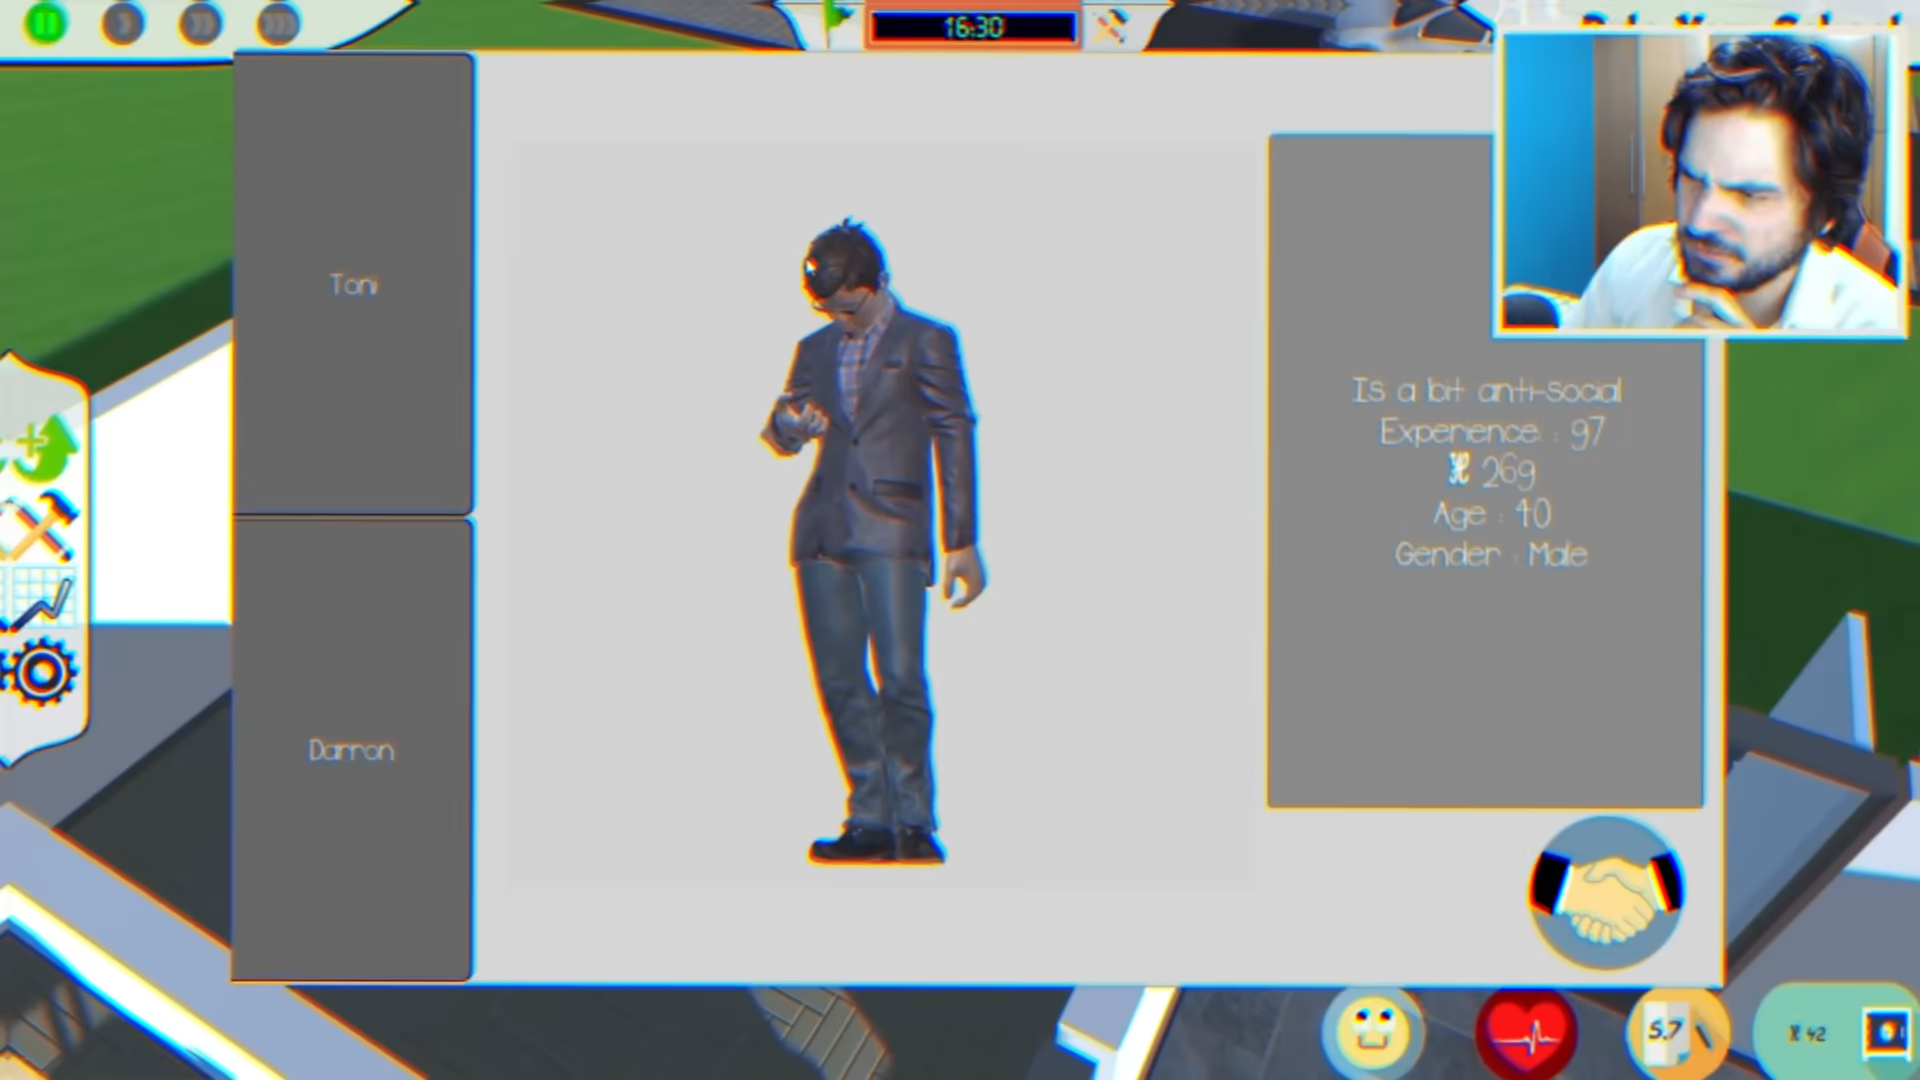 16:30
Toni
Is a bit anti-social
Experience : 97
269
Age : 40
Gender : Male
Darron
5.7
42